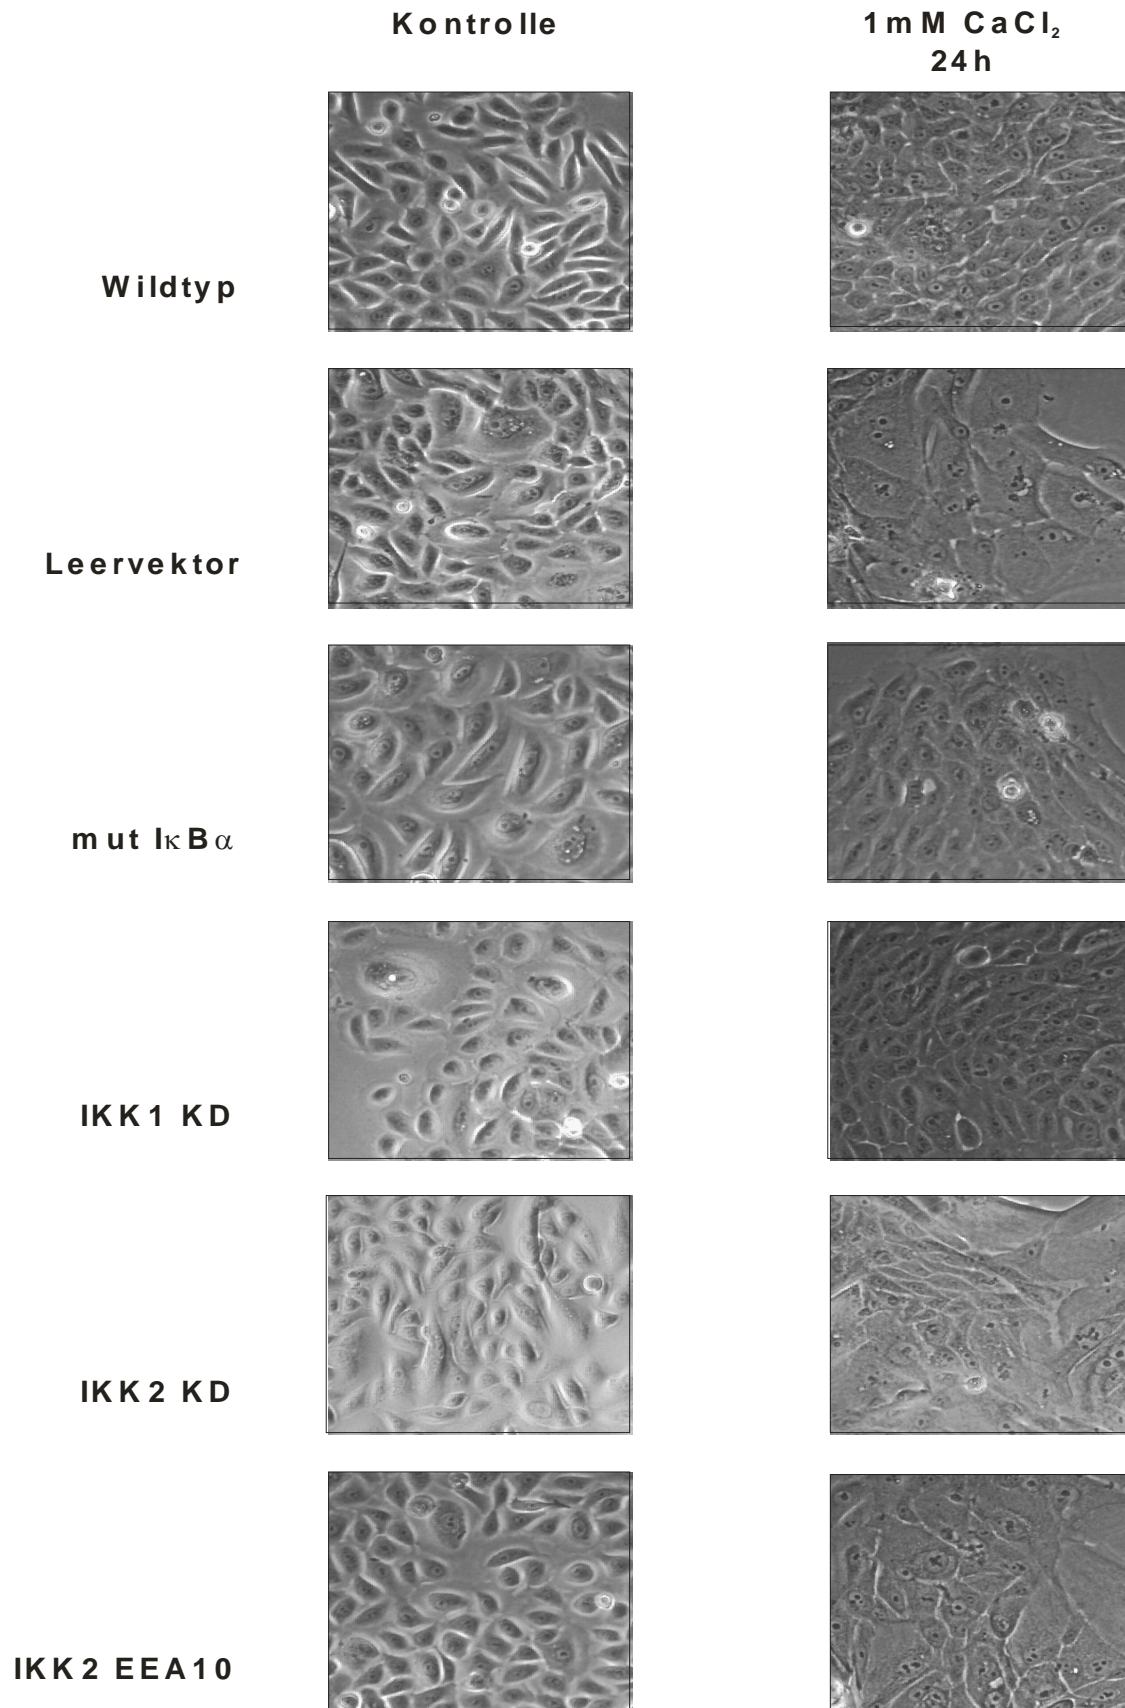 Kontrolle
1mM CaCl₂
24h
Wildtyp
Leervektor
mut IκBα
IKK1 KD
IKK2 KD
IKK2 EEA10